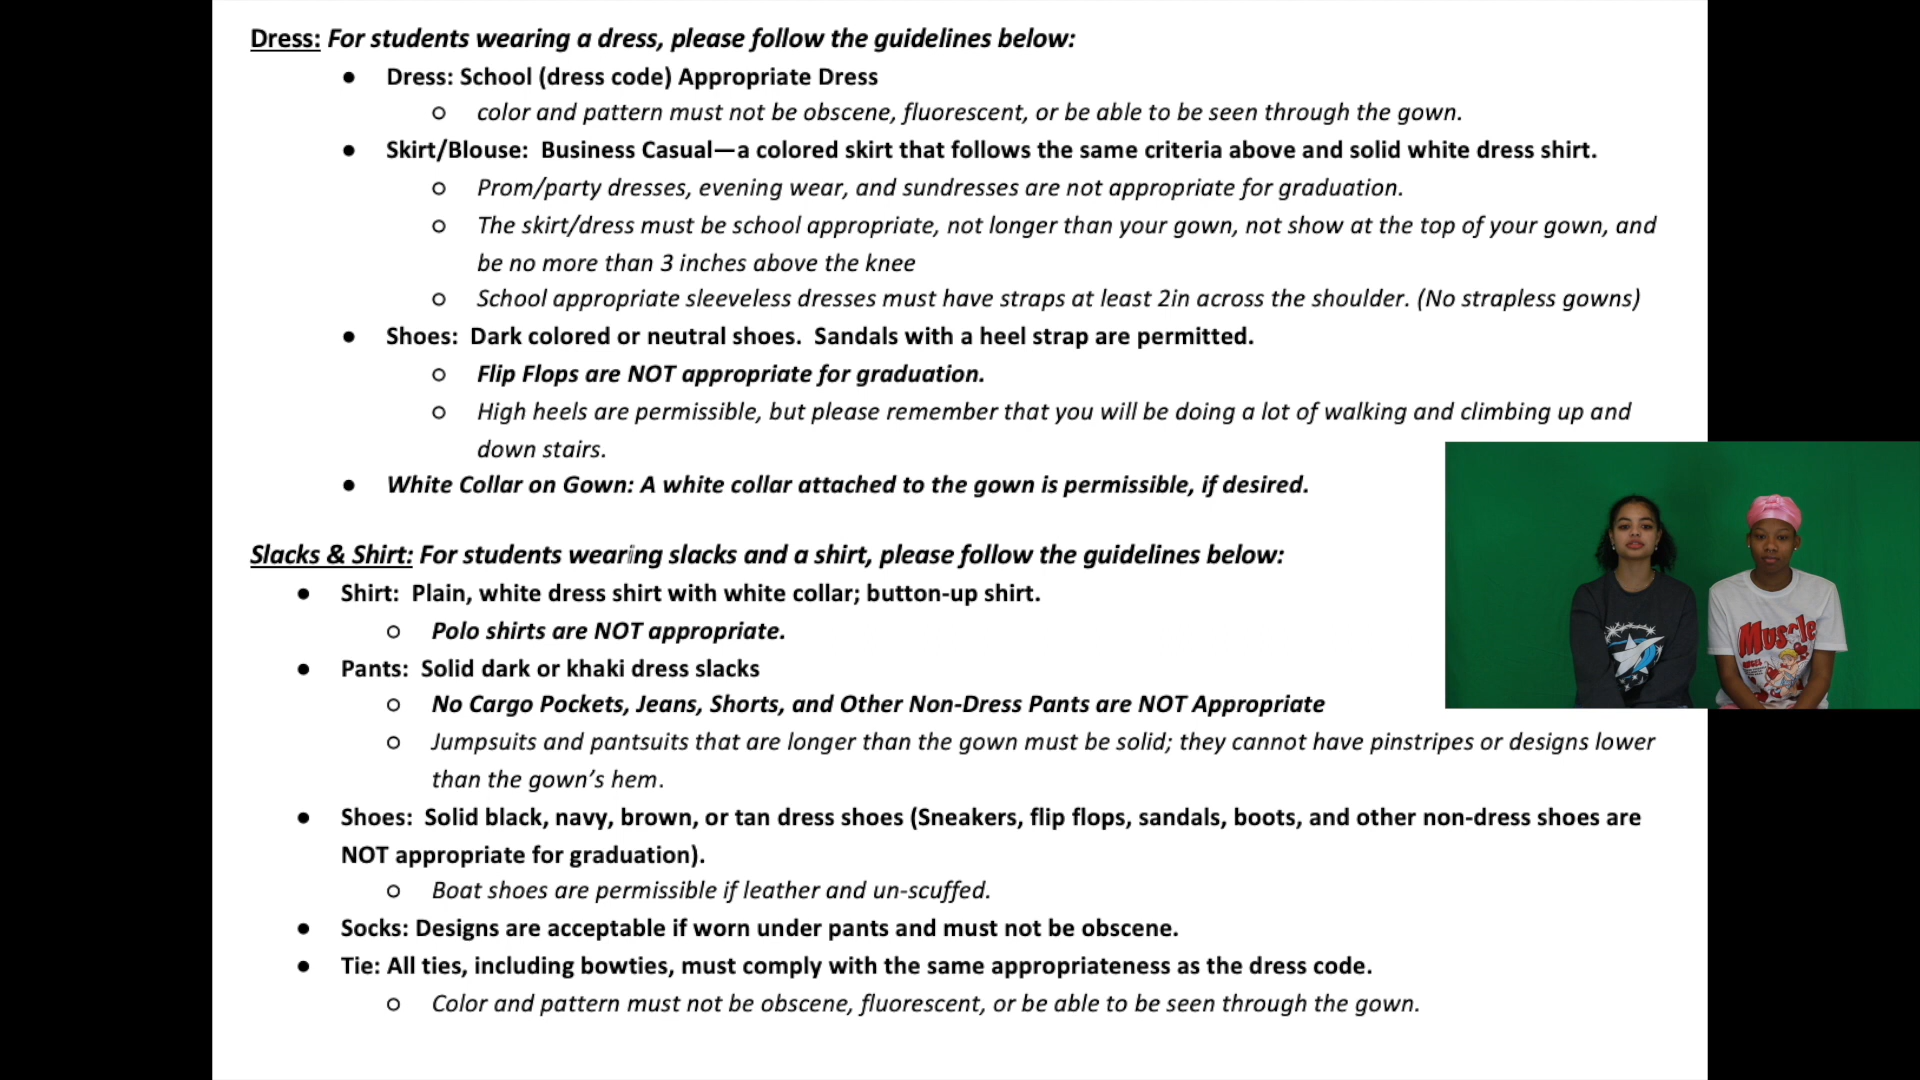 Dress: For students wearing a dress, please follow the guidelines below:
● Dress: School (dress code) Appropriate Dress
○ color and pattern must not be obscene, fluorescent, or be able to be seen through the gown.
● Skirt/Blouse: Business Casual—a colored skirt that follows the same criteria above and solid white dress shirt.
○ Prom/party dresses, evening wear, and sundresses are not appropriate for graduation.
○ The skirt/dress must be school appropriate, not longer than your gown, not show at the top of your gown, and
be no more than 3 inches above the knee
○ School appropriate sleeveless dresses must have straps at least 2in across the shoulder. (No strapless gowns)
● Shoes: Dark colored or neutral shoes. Sandals with a heel strap are permitted.
○ Flip Flops are NOT appropriate for graduation.
○ High heels are permissible, but please remember that you will be doing a lot of walking and climbing up and
down stairs.
● White Collar on Gown: A white collar attached to the gown is permissible, if desired.
Slacks & Shirt: For students wearing slacks and a shirt, please follow the guidelines below:
● Shirt: Plain, white dress shirt with white collar; button-up shirt.
○ Polo shirts are NOT appropriate.
● Pants: Solid dark or khaki dress slacks
○ No Cargo Pockets, Jeans, Shorts, and Other Non-Dress Pants are NOT Appropriate
○ Jumpsuits and pantsuits that are longer than the gown must be solid; they cannot have pinstripes or designs lower
than the gown's hem.
● Shoes: Solid black, navy, brown, or tan dress shoes (Sneakers, flip flops, sandals, boots, and other non-dress shoes are
NOT appropriate for graduation).
○ Boat shoes are permissible if leather and un-scuffed.
● Socks: Designs are acceptable if worn under pants and must not be obscene.
● Tie: All ties, including bowties, must comply with the same appropriateness as the dress code.
○ Color and pattern must not be obscene, fluorescent, or be able to be seen through the gown.
Muscle